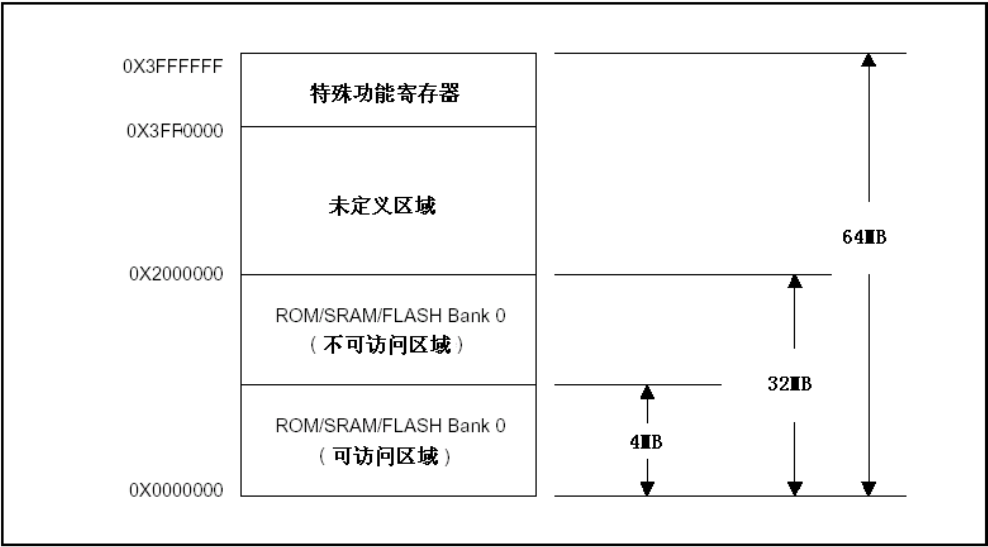 0X3FFFFFF
特殊功能寄存器
0X3FF0000
未定义区域
64MB
0X2000000
ROM/SRAM/FLASH Bank 0
（不可访问区域）
32MB
ROM/SRAM/FLASH Bank 0
4MB
（可访问区域）
0X0000000